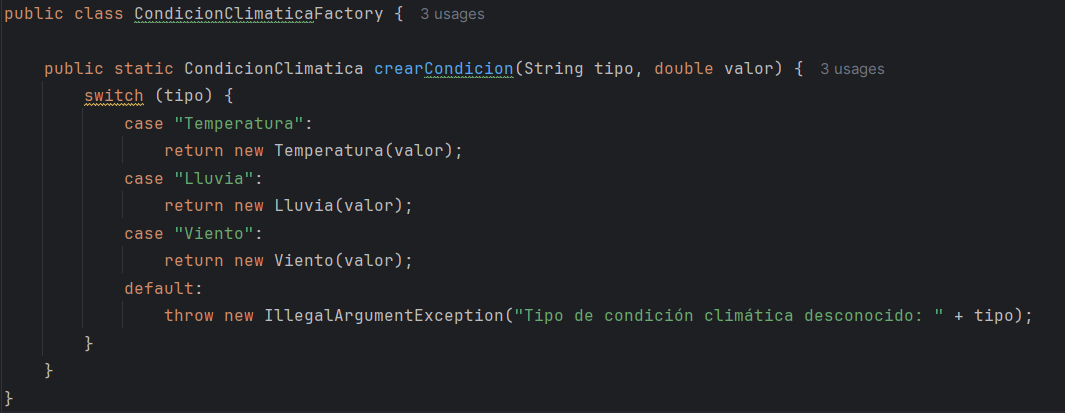 public class CondicionClimaticaFactory { 3 usages
public static CondicionClimatica crearCondicion(String tipo, double valor) { 3 usages
switch (tipo) {
case "Temperatura":
return new Temperatura(valor);
case "Lluvia":
return new Lluvia(valor);
case "Viento":
return new Viento(valor);
default:
throw new IllegalArgumentException("Tipo de condición climática desconocido: " + tipo);
}
}
}